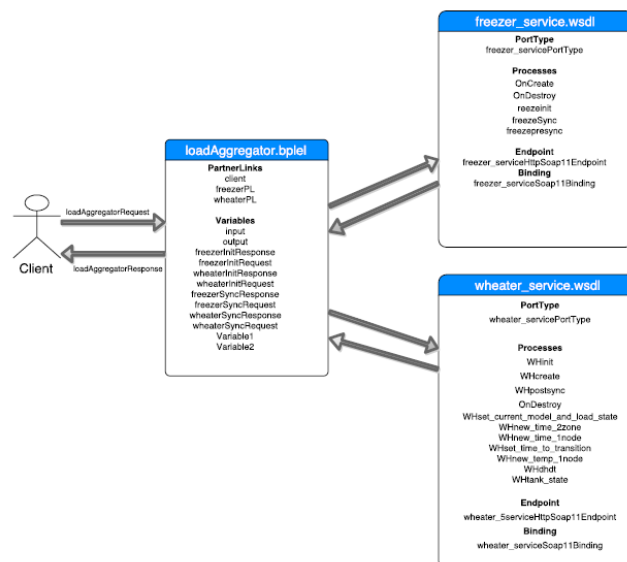 freezer_service.wsdl
PortType
freezer_servicePortType
Processes
OnCreate
OnDestroy
reezeinit
freezeSync
freezepresync
Endpoint
freezer_serviceHttpSoap11Endpoint
Binding
freezer_serviceSoap11Binding
loadAggregator.bplel
PartnerLinks
client
freezerPL
wheaterPL
Variables
input
output
freezerInitResponse
freezerInitRequest
wheaterInitResponse
wheaterInitRequest
freezerSyncResponse
freezerSyncRequest
wheaterSyncResponse
wheaterSyncRequest
Variable1
Variable2
loadAggregatorRequest
loadAggregatorResponse
Client
wheater_service.wsdl
PortType
wheater_servicePortType
Processes
WHinit
WHcreate
WHpostsync
OnDestroy
WHset_current_model_and_load_state
WHnew_time_2zone
WHnew_time_1node
WHset_time_to_transition
WHnew_temp_1node
WHdhdt
WHtank_state
Endpoint
wheater_5serviceHttpSoap11Endpoint
Binding
wheater_serviceSoap11Binding